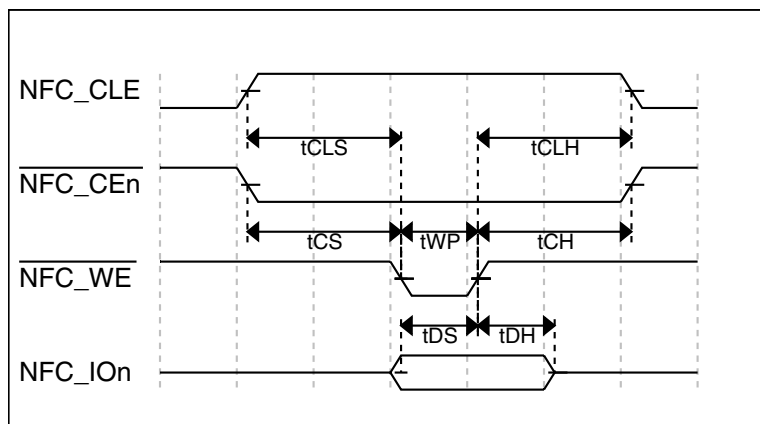 NFC_CLE
tCLS tCLH
NFC_CEn
tCS tWP tCH
NFC_WE
tDS tDH
NFC_IOn